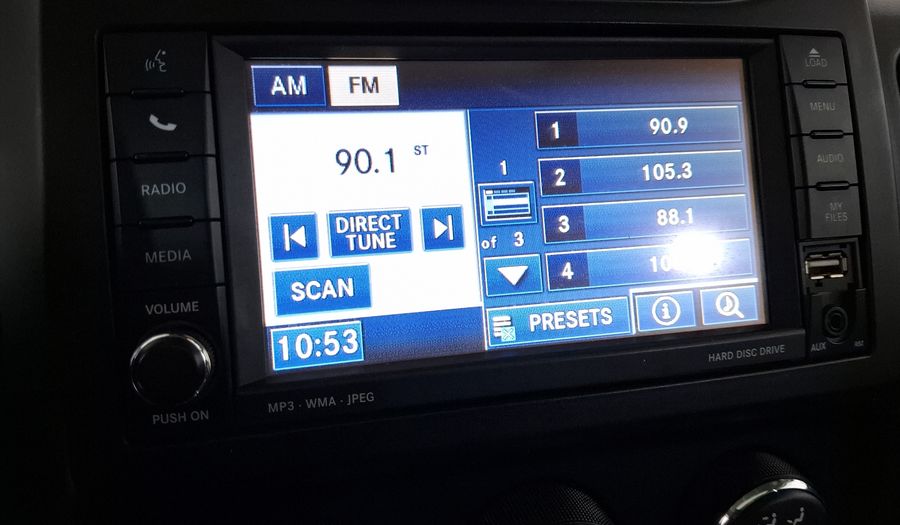 LOAD
MENU
AUDIO
MY
FILES
RADIO
MEDIA
VOLUME
PUSH ON
AM FM
90.1 ST
DIRECT
TUNE
SCAN
10:53
1
of 3
1 90.9
2 105.3
3 88.1
4
PRESETS
MP3 · WMA · JPEG
HARD DISC DRIVE
AUX